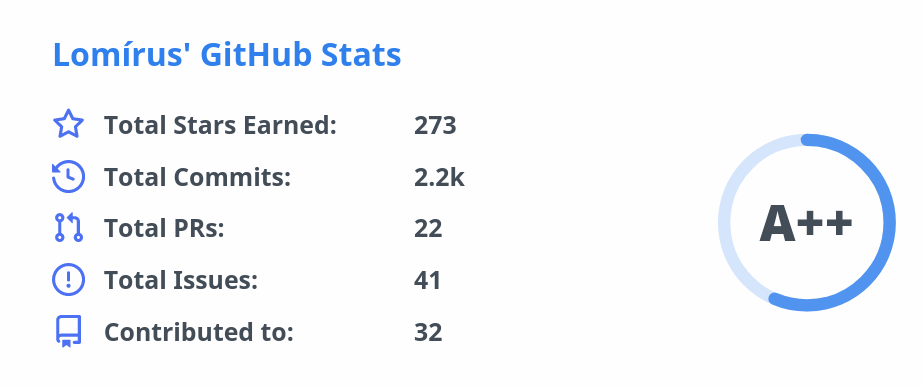 Lomírus' GitHub Stats
Total Stars Earned: 273
Total Commits: 2.2k
Total PRs: 22
Total Issues: 41
Contributed to: 32
A++